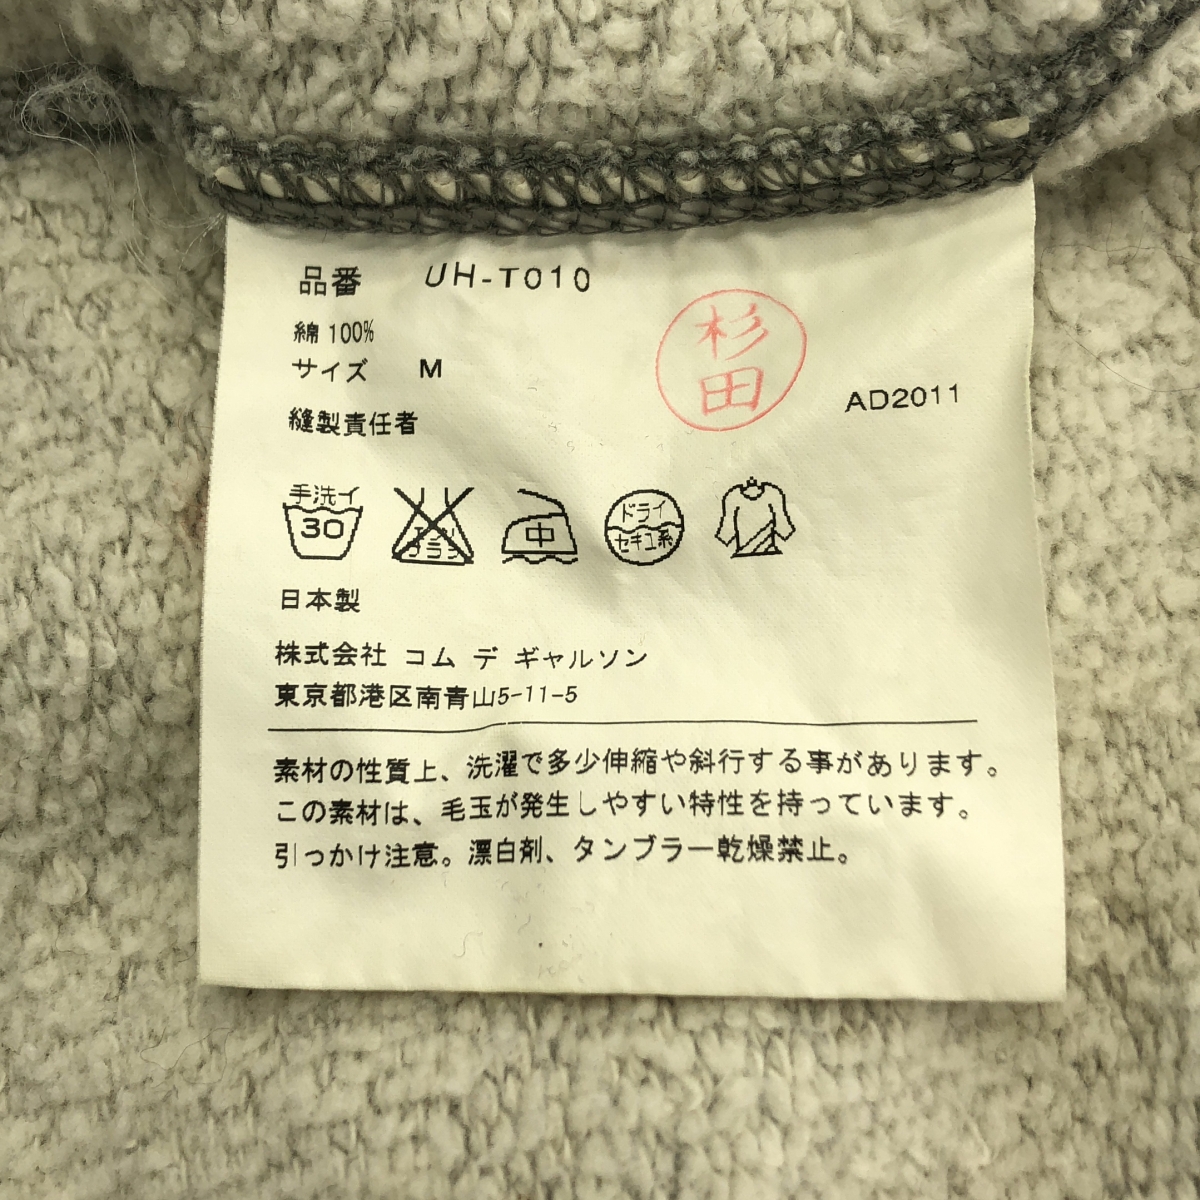 品番 UH-T010
綿 100%
サイズ M
縫製責任者
杉田
AD2011
手洗イ
30
エンソ
フラン
中
ドライ
セキユ系
日本製
株式会社 コム デ ギャルソン
東京都港区南青山5-11-5
素材の性質上、洗濯で多少伸縮や斜行する事があります。
この素材は、毛玉が発生しやすい特性を持っています。
引っかけ注意。漂白剤、タンブラー乾燥禁止。